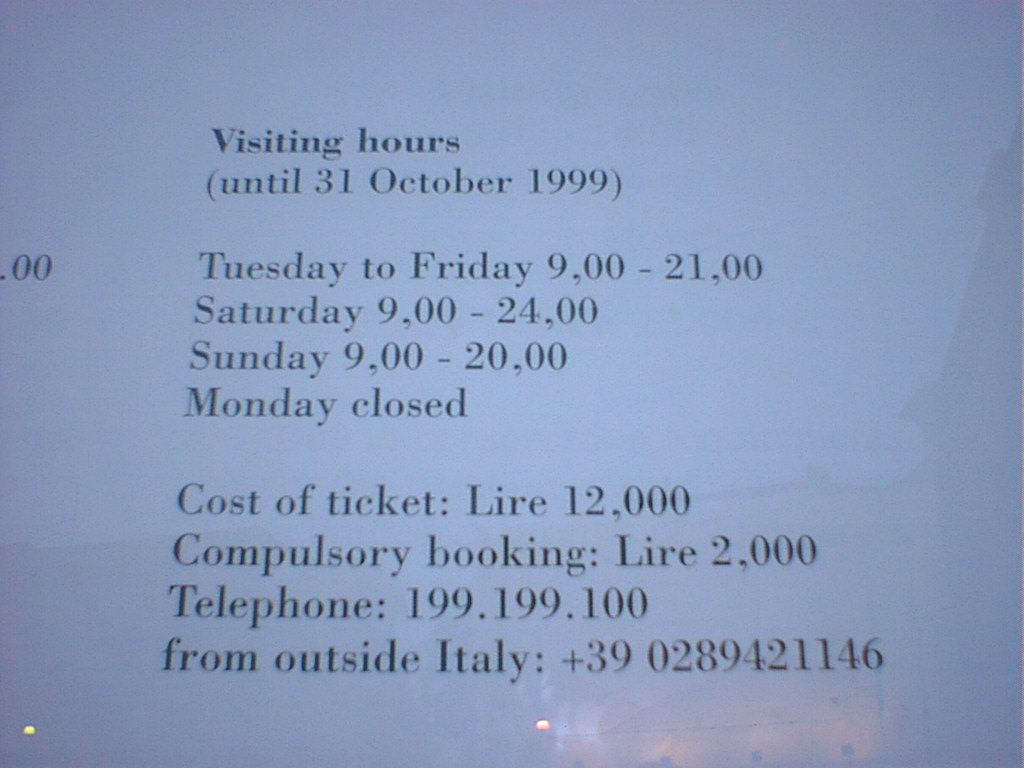 Visiting hours
(until 31 October 1999)
.00
Tuesday to Friday 9,00 - 21,00
Saturday 9,00 - 24,00
Sunday 9,00 - 20,00
Monday closed
Cost of ticket: Lire 12,000
Compulsory booking: Lire 2,000
Telephone: 199.199.100
from outside Italy: +39 0289421146